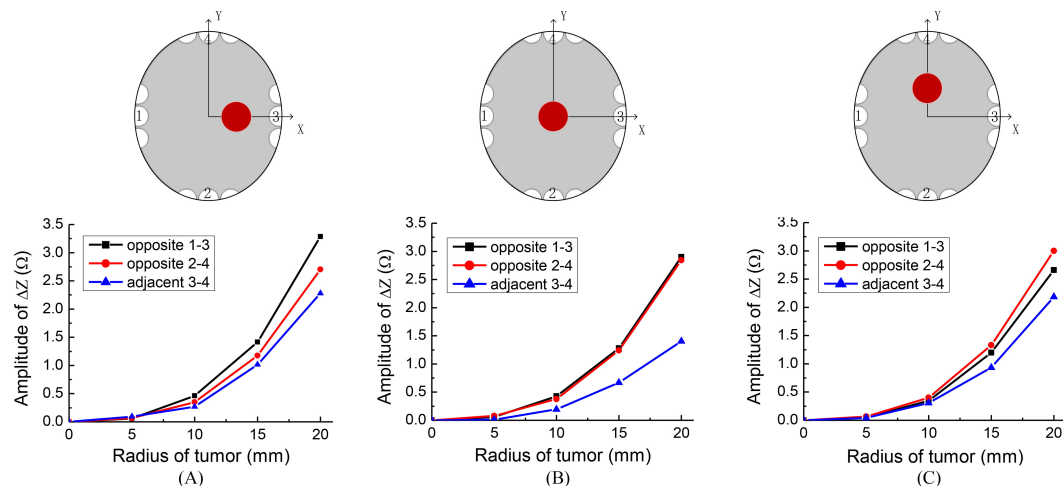 Y
4
1
3
X
2
Y
4
1
3
X
2
Y
4
1
3
X
2
3.5
3.0
2.5
2.0
1.5
1.0
0.5
0.0
Amplitude of ΔZ (Ω)
opposite 1-3
opposite 2-4
adjacent 3-4
0 5 10 15 20
Radius of tumor (mm)
(A)
3.5
3.0
2.5
2.0
1.5
1.0
0.5
0.0
Amplitude of ΔZ (Ω)
opposite 1-3
opposite 2-4
adjacent 3-4
0 5 10 15 20
Radius of tumor (mm)
(B)
3.5
3.0
2.5
2.0
1.5
1.0
0.5
0.0
Amplitude of ΔZ (Ω)
opposite 1-3
opposite 2-4
adjacent 3-4
0 5 10 15 20
Radius of tumor (mm)
(C)